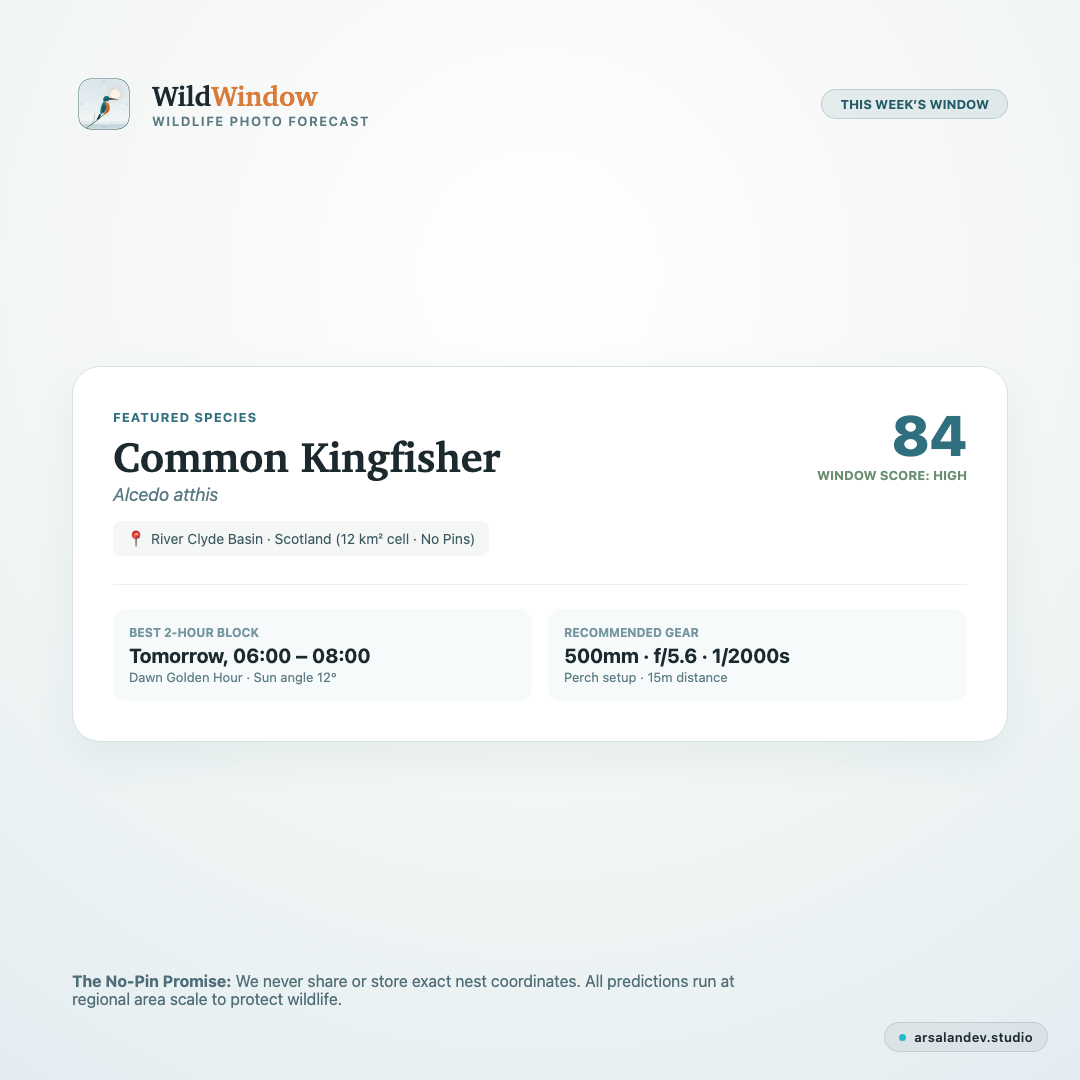 WildWindow
WILDLIFE PHOTO FORECAST
THIS WEEK'S WINDOW
FEATURED SPECIES
Common Kingfisher
Alcedo atthis
📍 River Clyde Basin · Scotland (12 km² cell · No Pins)
84
WINDOW SCORE: HIGH
BEST 2-HOUR BLOCK
Tomorrow, 06:00 – 08:00
Dawn Golden Hour · Sun angle 12°
RECOMMENDED GEAR
500mm · f/5.6 · 1/2000s
Perch setup · 15m distance
The No-Pin Promise: We never share or store exact nest coordinates. All predictions run at
regional area scale to protect wildlife.
arsalandev.studio